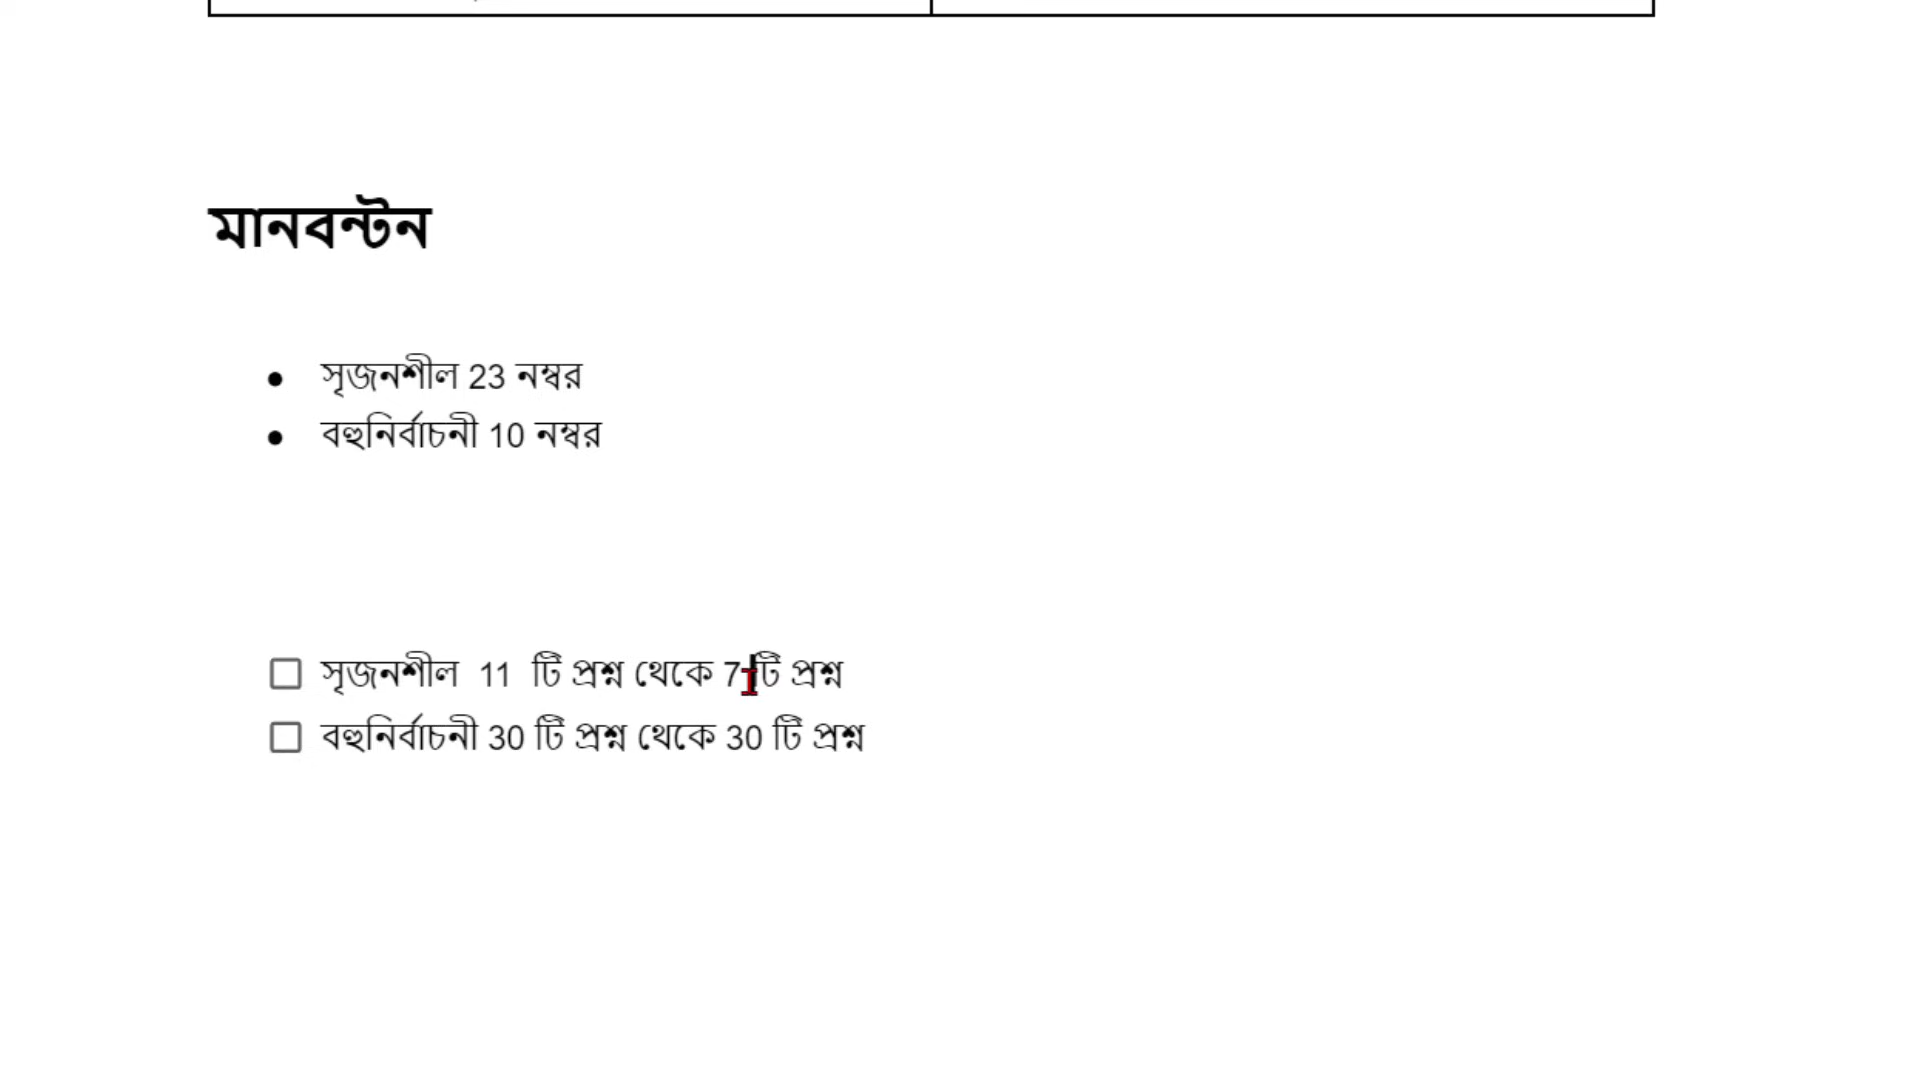 মানবন্টন
● সৃজনশীল 23 নম্বর
● বহুনির্বাচনী 10 নম্বর
☐ সৃজনশীল 11 টি প্রশ্ন থেকে 7 টি প্রশ্ন
☐ বহুনির্বাচনী 30 টি প্রশ্ন থেকে 30 টি প্রশ্ন